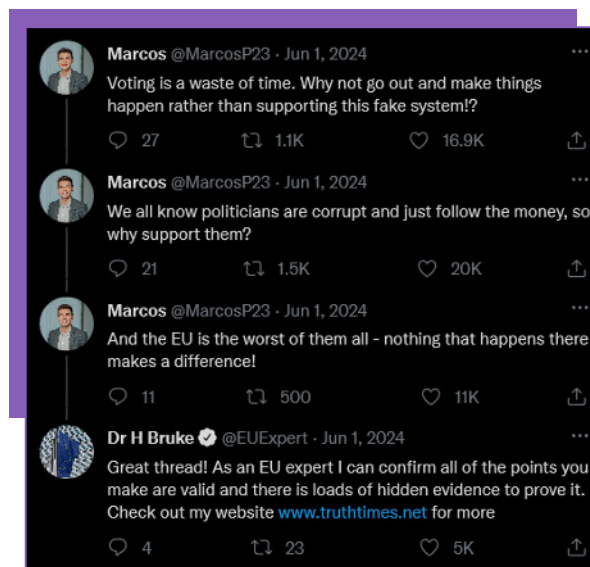 Marcos @MarcosP23 · Jun 1, 2024
Voting is a waste of time. Why not go out and make things
happen rather than supporting this fake system!?
27 1.1K 16.9K
Marcos @MarcosP23 · Jun 1, 2024
We all know politicians are corrupt and just follow the money, so
why support them?
21 1.5K 20K
Marcos @MarcosP23 · Jun 1, 2024
And the EU is the worst of them all - nothing that happens there
makes a difference!
11 500 11K
Dr H Bruke @EUExpert · Jun 1, 2024
Great thread! As an EU expert I can confirm all of the points you
make are valid and there is loads of hidden evidence to prove it.
Check out my website www.truthtimes.net for more
4 23 5K